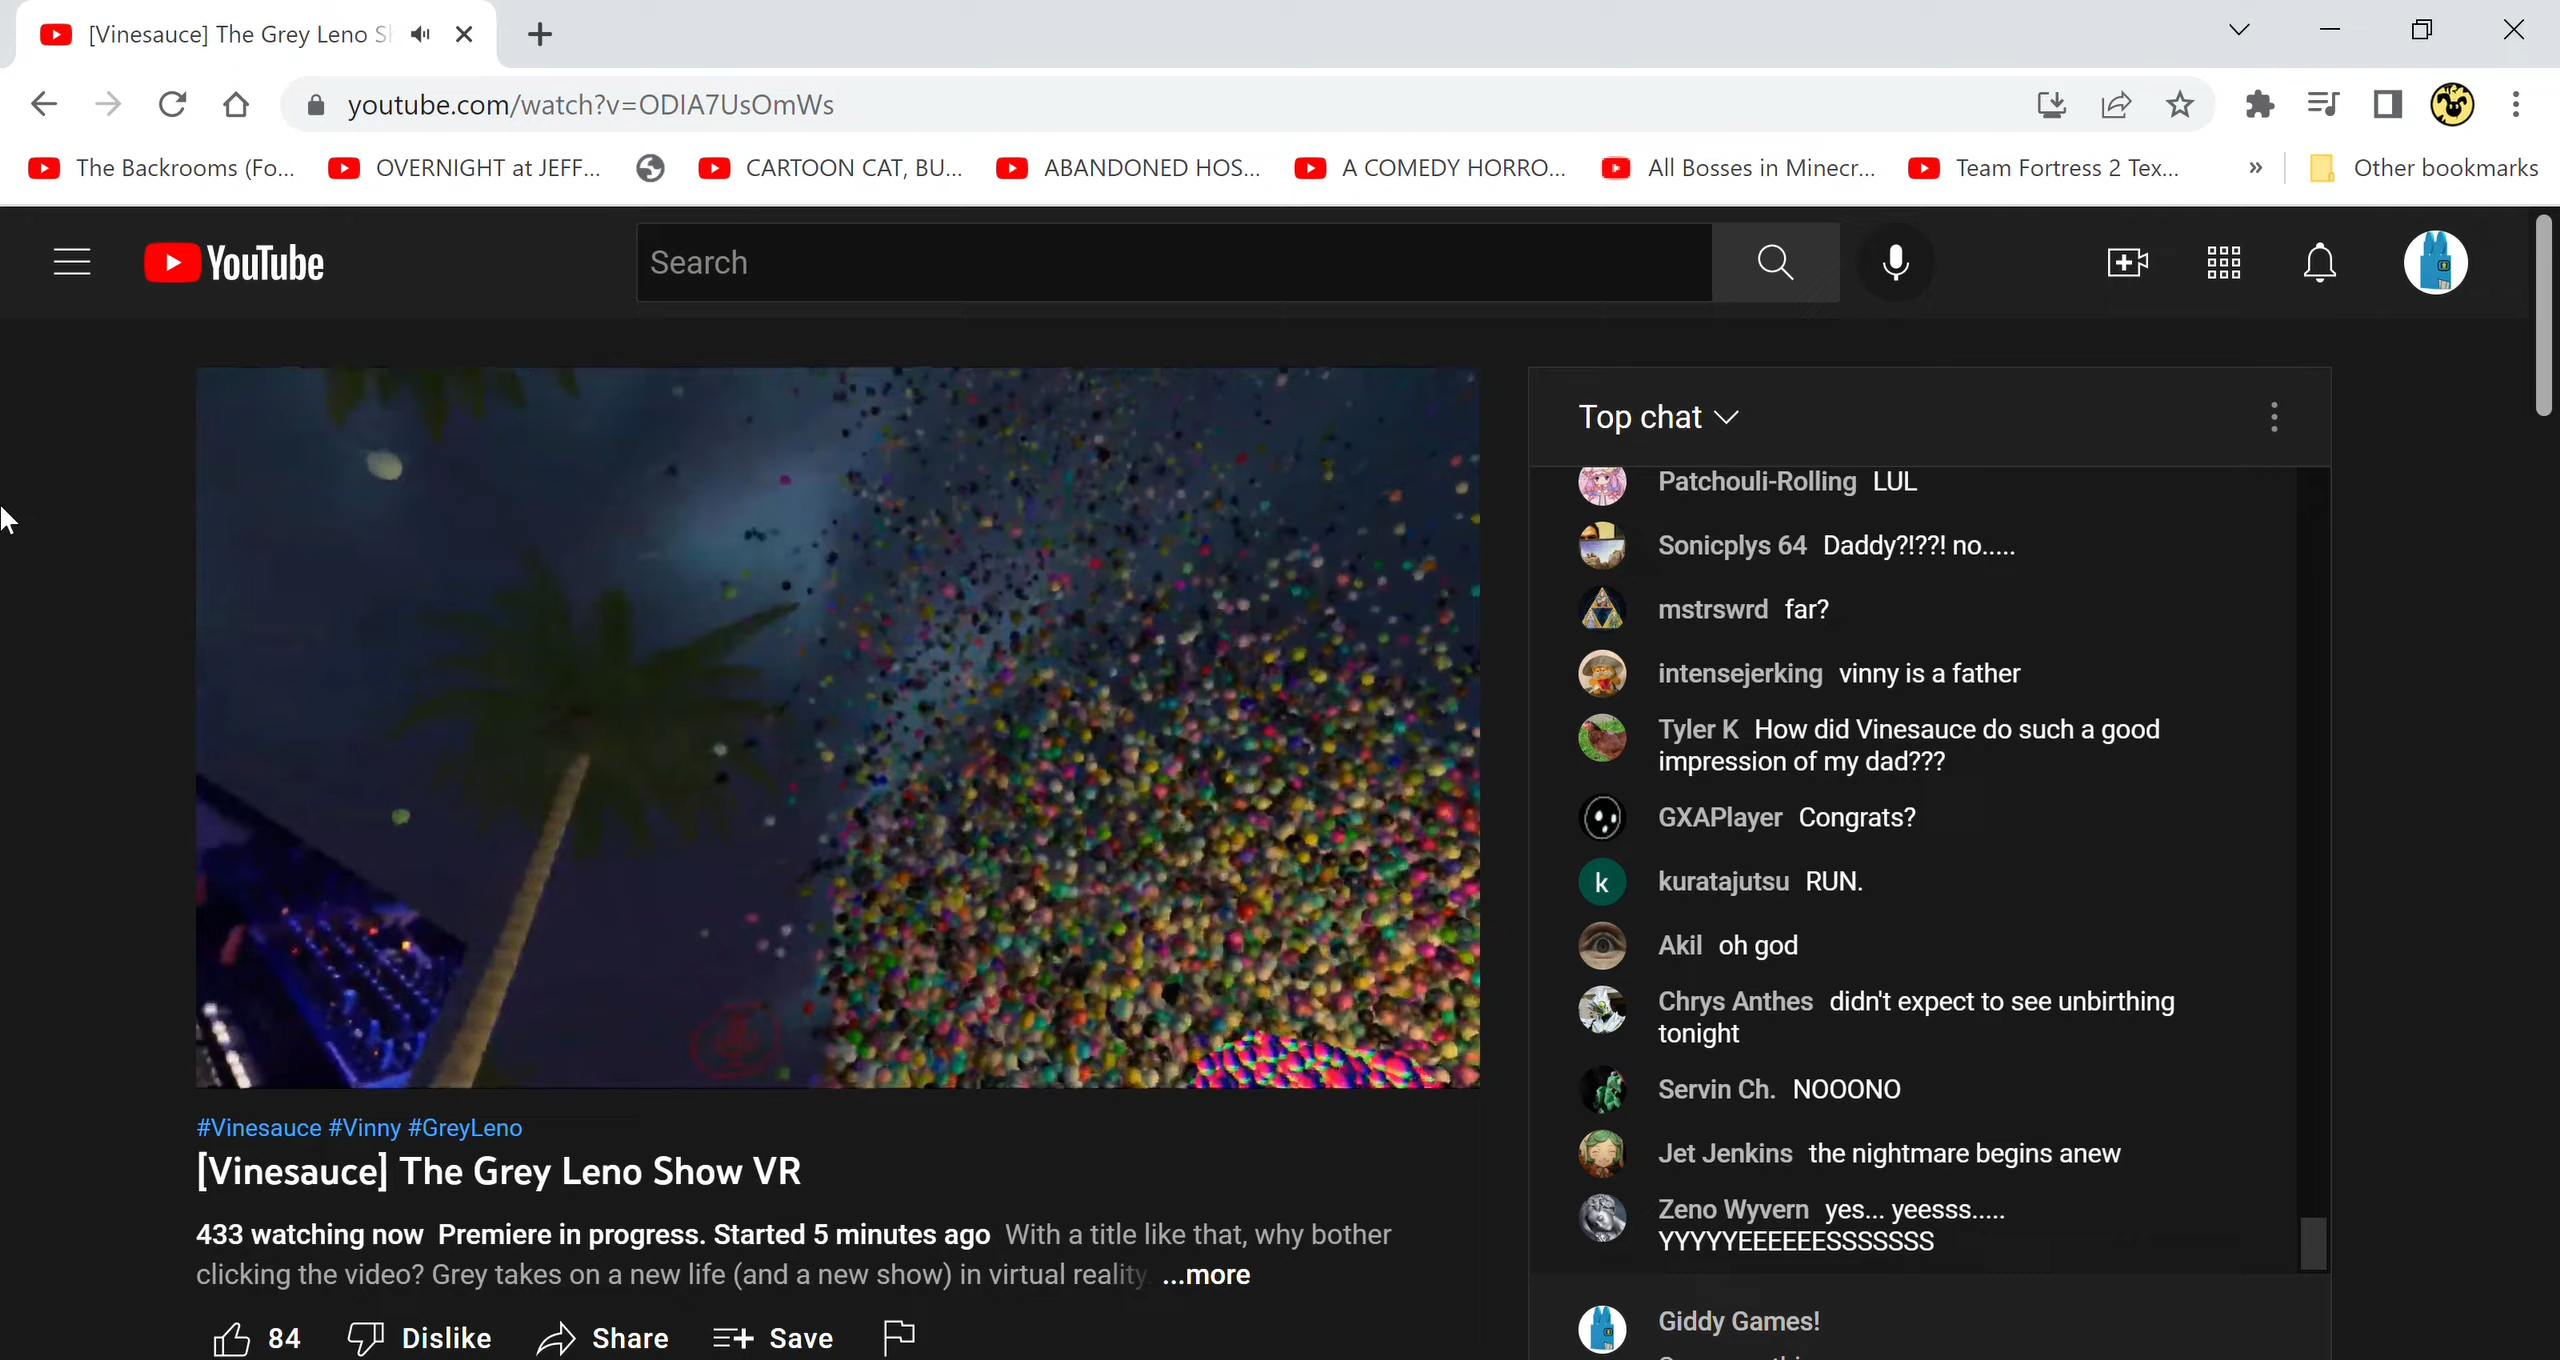 [Vinesauce] The Grey Leno S
youtube.com/watch?v=ODIA7UsOmWs
The Backrooms (Fo... OVERNIGHT at JEFF... CARTOON CAT, BU... ABANDONED HOS... A COMEDY HORRO... All Bosses in Minecr... Team Fortress 2 Tex... » Other bookmarks
YouTube
Search
Top chat
Patchouli-Rolling LUL
Sonicplys 64 Daddy?!??! no.....
mstrswrd far?
intensejerking vinny is a father
Tyler K How did Vinesauce do such a good
impression of my dad???
GXAPlayer Congrats?
k
kuratajutsu RUN.
Akil oh god
Chrys Anthes didn't expect to see unbirthing
tonight
Servin Ch. NOOONO
Jet Jenkins the nightmare begins anew
Zeno Wyvern yes... yeesss.....
YYYYYEEEEEESSSSSSS
Giddy Games!
#Vinesauce #Vinny #GreyLeno
[Vinesauce] The Grey Leno Show VR
433 watching now Premiere in progress. Started 5 minutes ago With a title like that, why bother
clicking the video? Grey takes on a new life (and a new show) in virtual reality ...more
84 Dislike Share Save